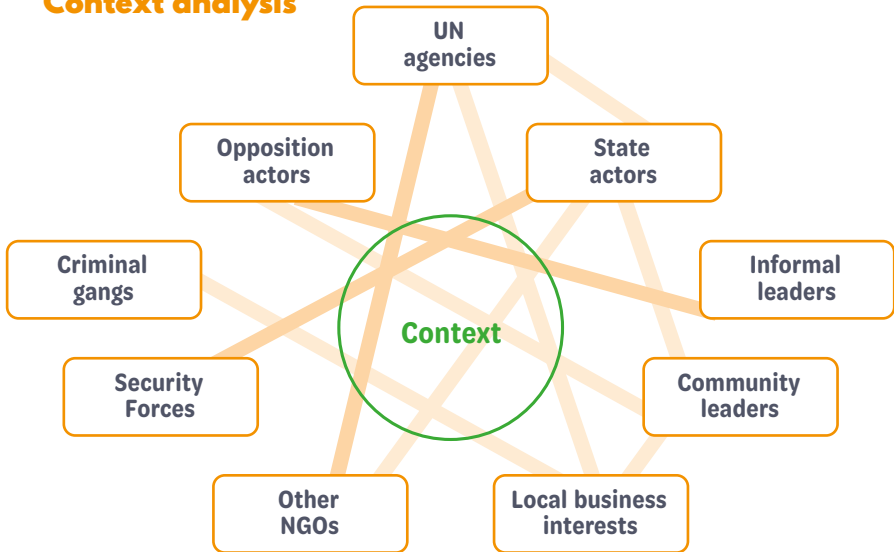 Context analysis
UN
agencies
Opposition
actors
State
actors
Criminal
gangs
Informal
leaders
Context
Security
Forces
Community
leaders
Other
NGOs
Local business
interests